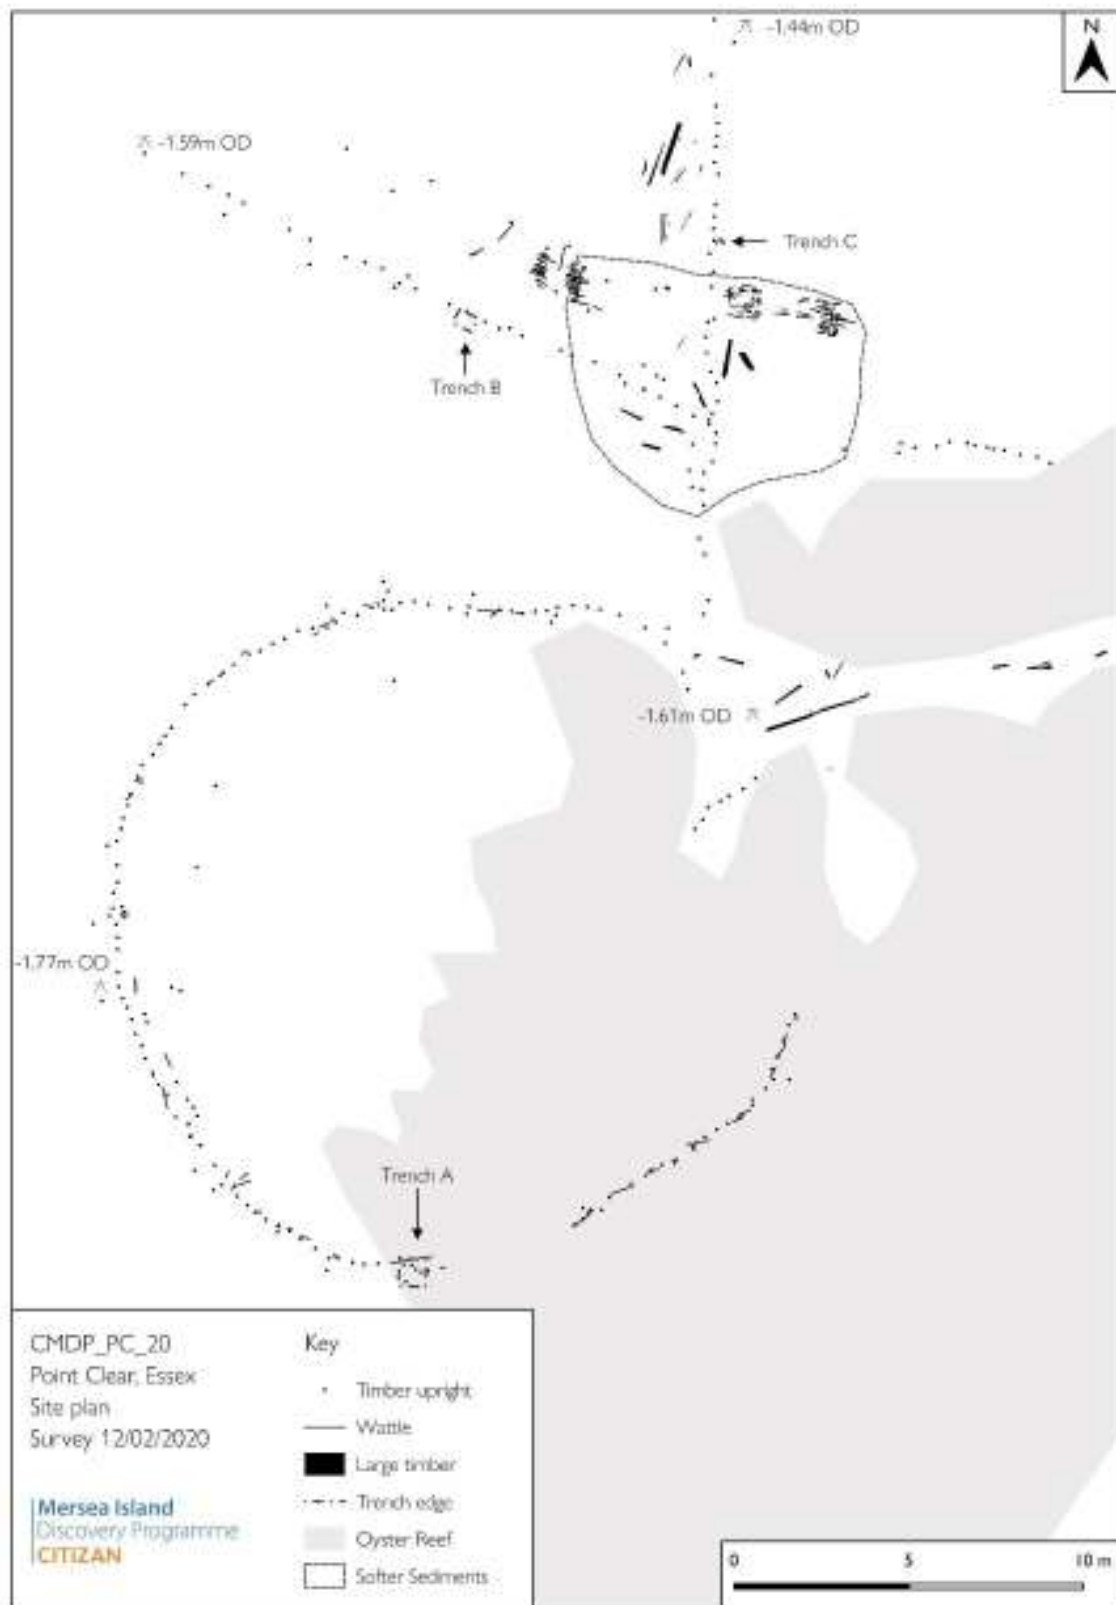 N
-1.44m OD
-1.59m OD
Trench C
Trench B
-1.61m OD
-1.77m OD
Trench A
CMDP_PC_20
Point Clear, Essex
Site plan
Survey 12/02/2020
Mersea Island
Discovery Programme
CITIZAN
Key
Timber upright
Wattle
Large timber
Trench edge
Oyster Reef
Softer Sediments
0 5 10 m